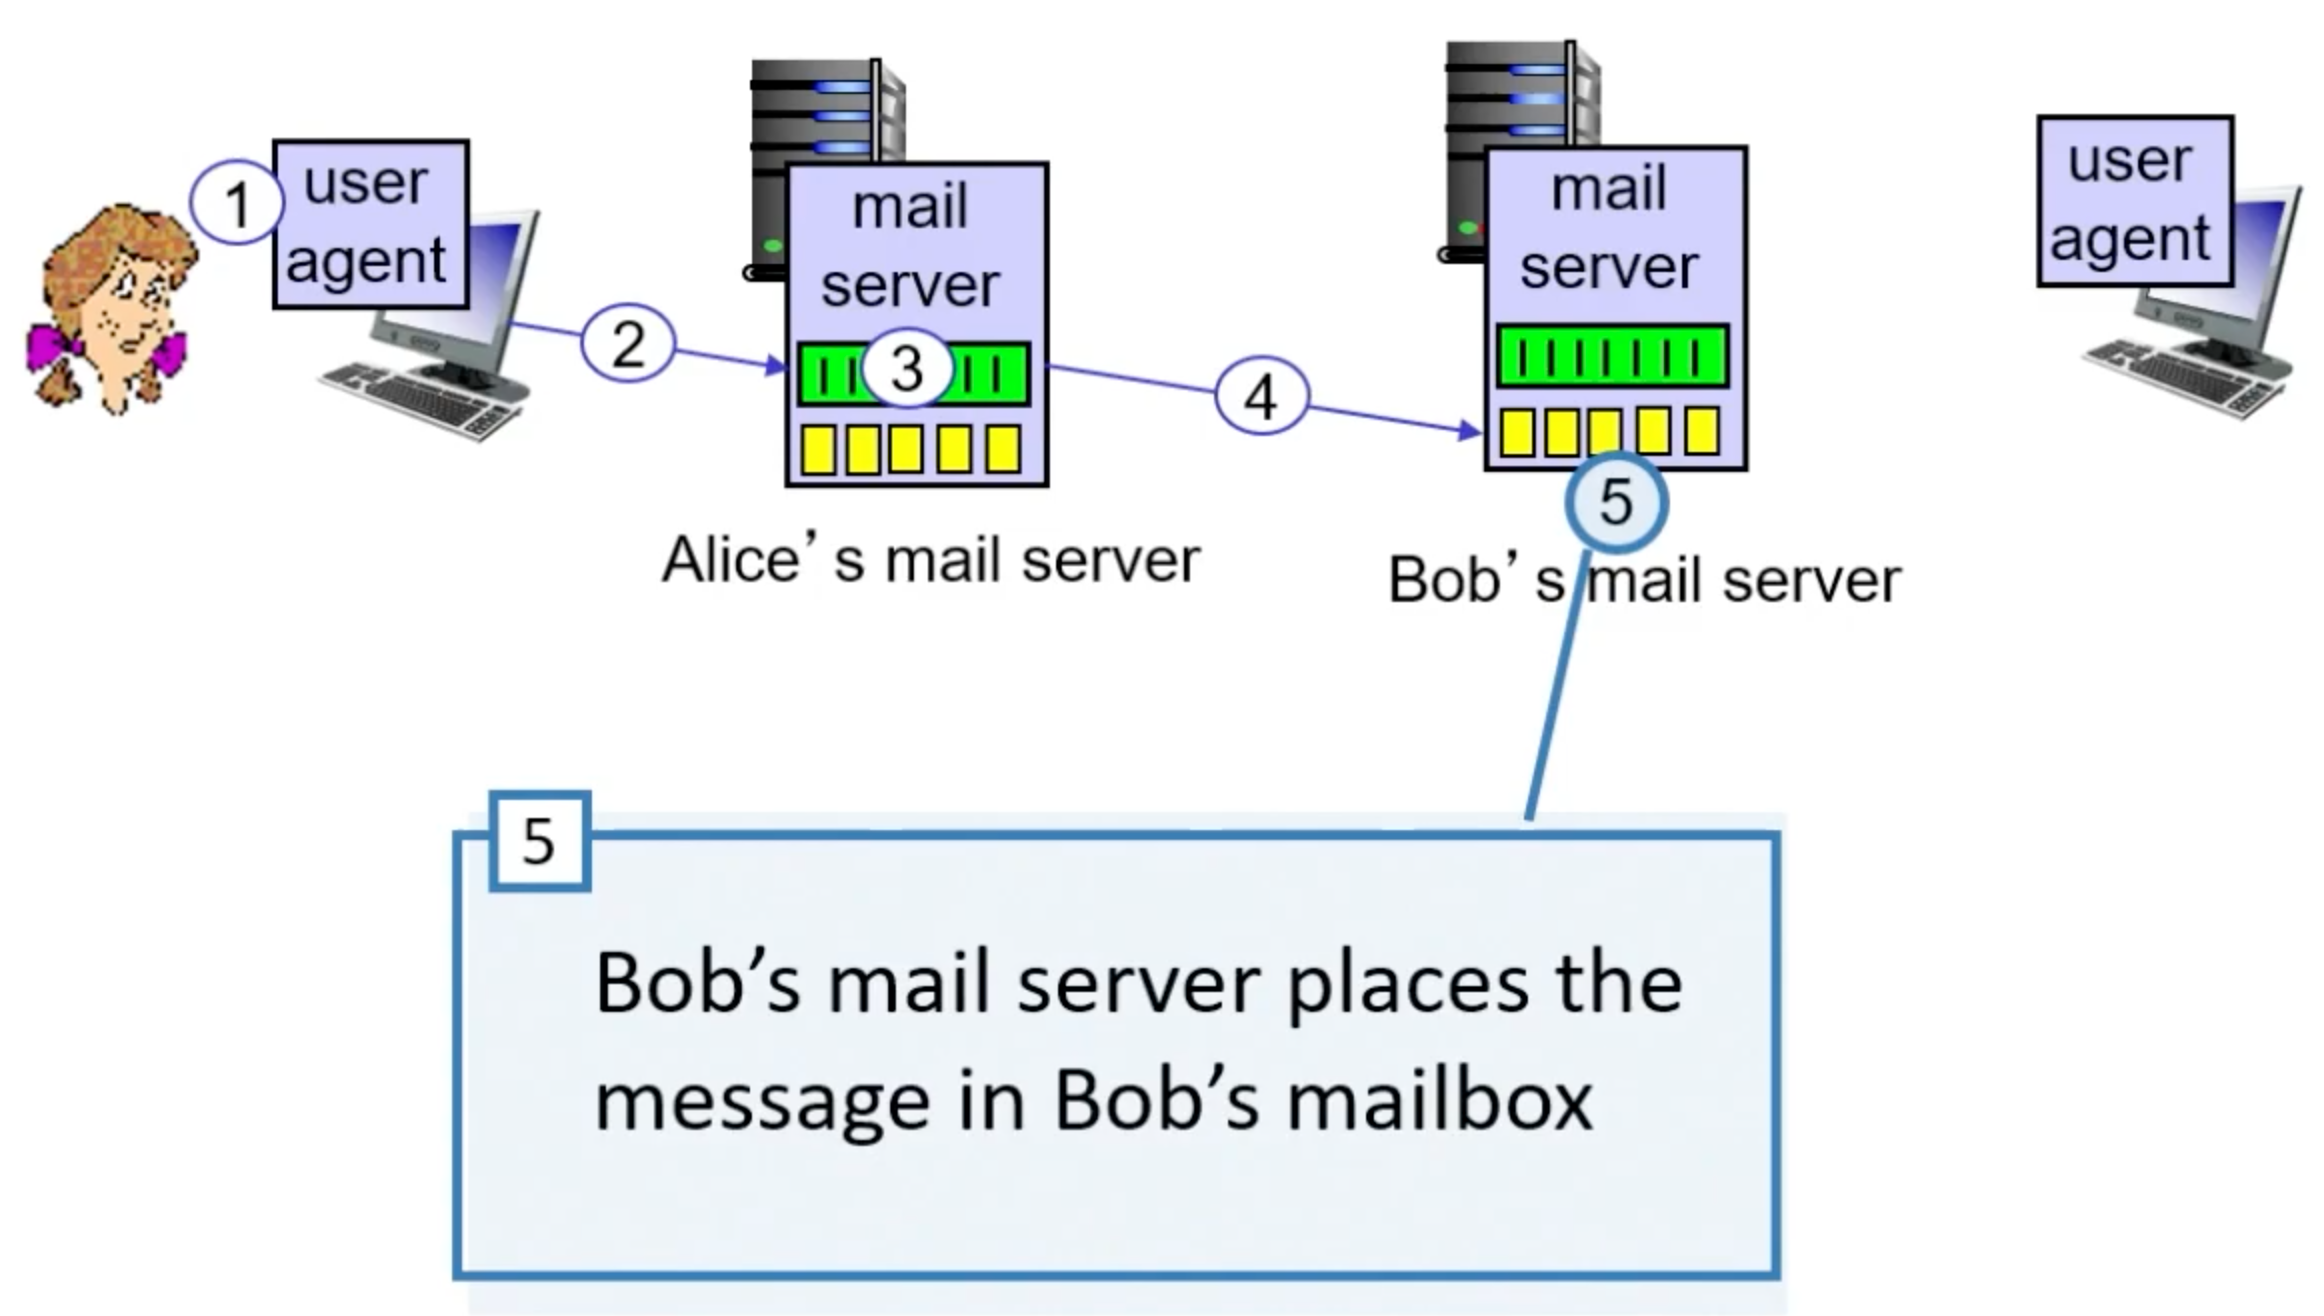 1
user
agent
2
mail
server
3
Alice’s mail server
4
mail
server
5
Bob’s mail server
user
agent
5
Bob’s mail server places the
message in Bob’s mailbox